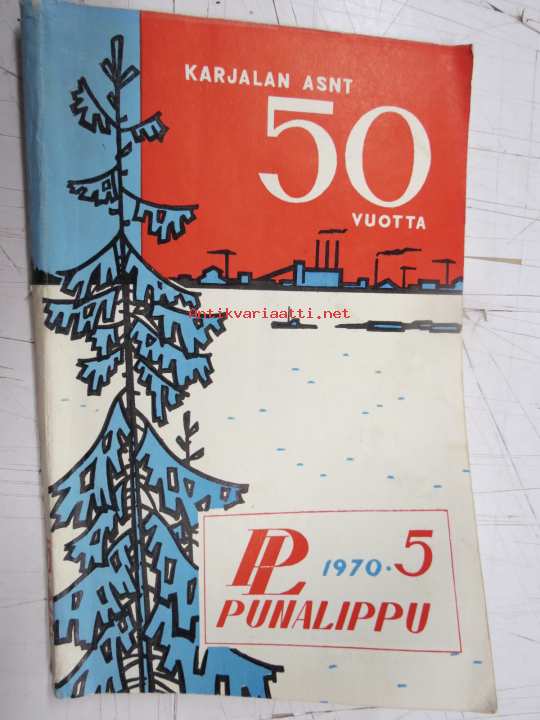 KARJALAN ASNT
50
VUOTTA
Antikvariaatti.net
PL 1970·5
PUNALIPPU